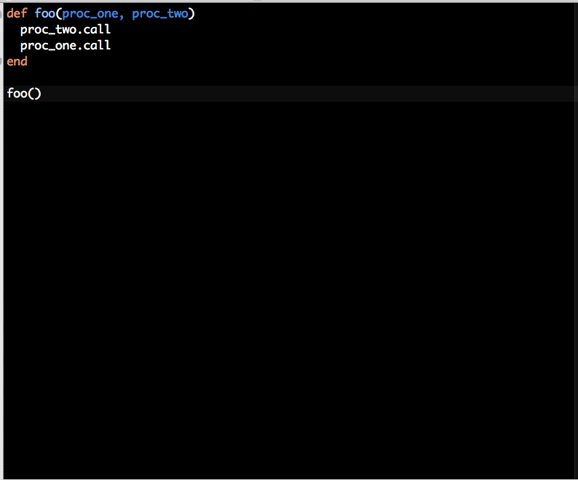 def foo(proc_one, proc_two)
  proc_two.call
  proc_one.call
end
foo()